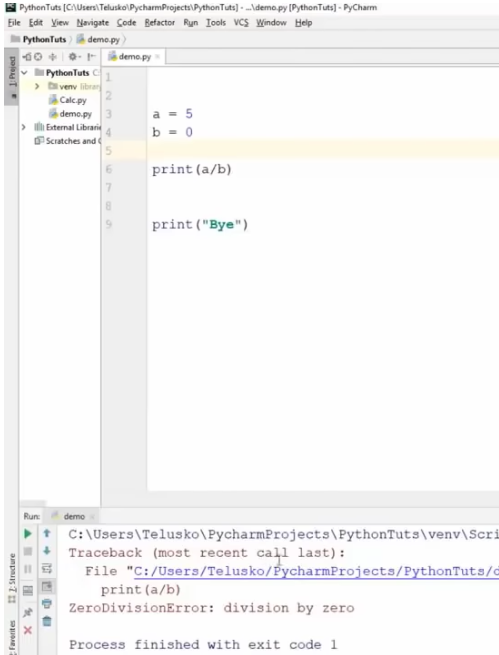 PythonTuts [C:\Users\Telusko\PycharmProjects\PythonTuts] - ...\demo.py [PythonTuts] - PyCharm
File Edit View Navigate Code Refactor Run Tools VCS Window Help
PythonTuts demo.py
1: Project
demo.py
PythonTuts
venv library
Calc.py
demo.py
External Librarie
Scratches and
1
2
3 a = 5
4 b = 0
5
6 print(a/b)
7
8
9 print("Bye")
Run: demo
C:\Users\Telusko\PycharmProjects\PythonTuts\venv\Scri
Traceback (most recent call last):
File "C:/Users/Telusko/PycharmProjects/PythonTuts/d
print(a/b)
ZeroDivisionError: division by zero
Process finished with exit code 1
Z: Structure
Favorites